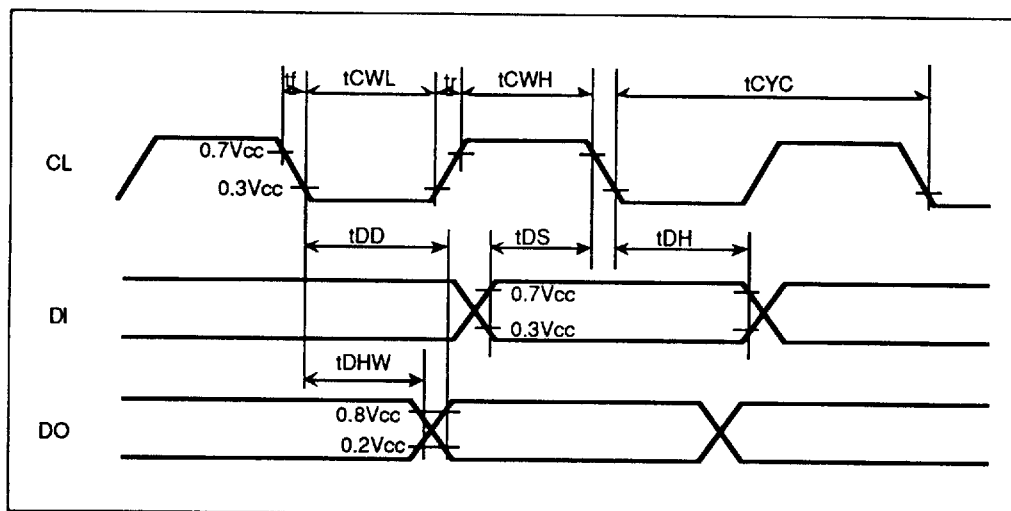 tf tCWL tr tCWH tCYC
CL
0.7Vcc
0.3Vcc
tDD tDS tDH
DI
0.7Vcc
0.3Vcc
tDHW
DO
0.8Vcc
0.2Vcc